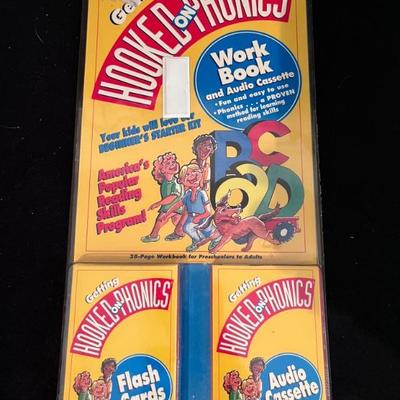 Getting
HOOKED ON PHONICS
Work
Book
and Audio Cassette
• Fun and easy to use
• Phonics . . . a PROVEN
method for learning
reading skills
Your kids will love
BEGINNER'S STARTER KIT
America's
Popular
Reading
Skills
Program!
28-Page Workbook for Preschoolers to Adults
Getting
HOOKED ON PHONICS
Flash
Cards
Getting
HOOKED ON PHONICS
Audio
Cassette